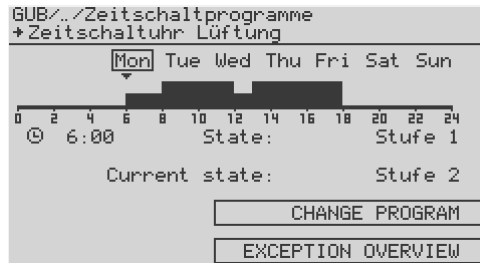 GUB/../Zeitschaltprogramme
→Zeitschaltuhr Lüftung
Mon Tue Wed Thu Fri Sat Sun
0 2 4 6 8 10 12 14 16 18 20 22 24
6:00 State: Stufe 1
Current state: Stufe 2
CHANGE PROGRAM
EXCEPTION OVERVIEW